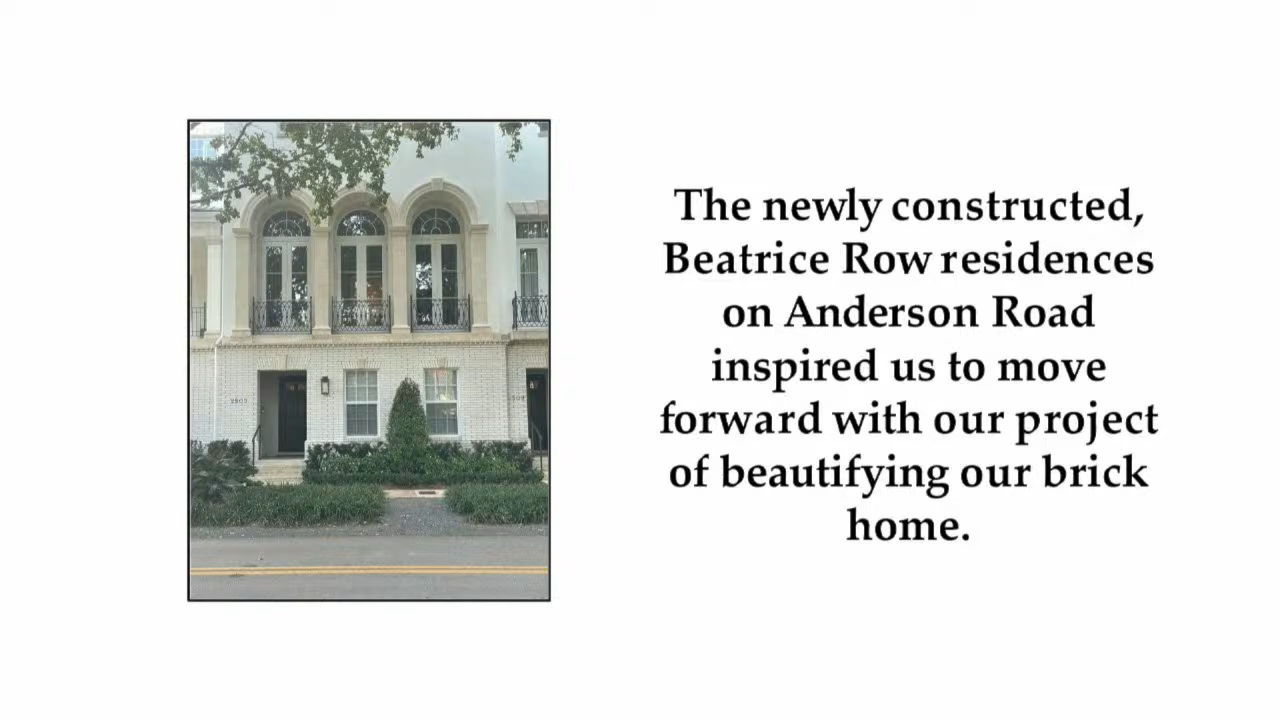 The newly constructed,
Beatrice Row residences
on Anderson Road
inspired us to move
forward with our project
of beautifying our brick
home.